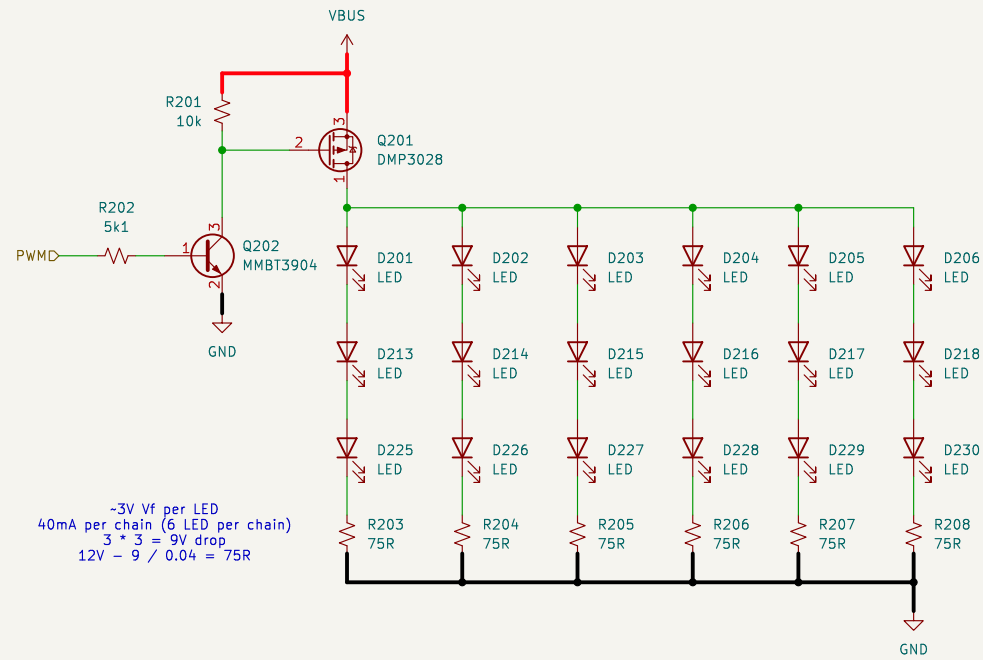 VBUS
R201
10k
3
2
Q201
DMP3028
1
R202
5k1
PWM
3
1
Q202
MMBT3904
2
GND
D201
LED
D202
LED
D203
LED
D204
LED
D205
LED
D206
LED
D213
LED
D214
LED
D215
LED
D216
LED
D217
LED
D218
LED
D225
LED
D226
LED
D227
LED
D228
LED
D229
LED
D230
LED
~3V Vf per LED
40mA per chain (6 LED per chain)
3 * 3 = 9V drop
12V - 9 / 0.04 = 75R
R203
75R
R204
75R
R205
75R
R206
75R
R207
75R
R208
75R
GND